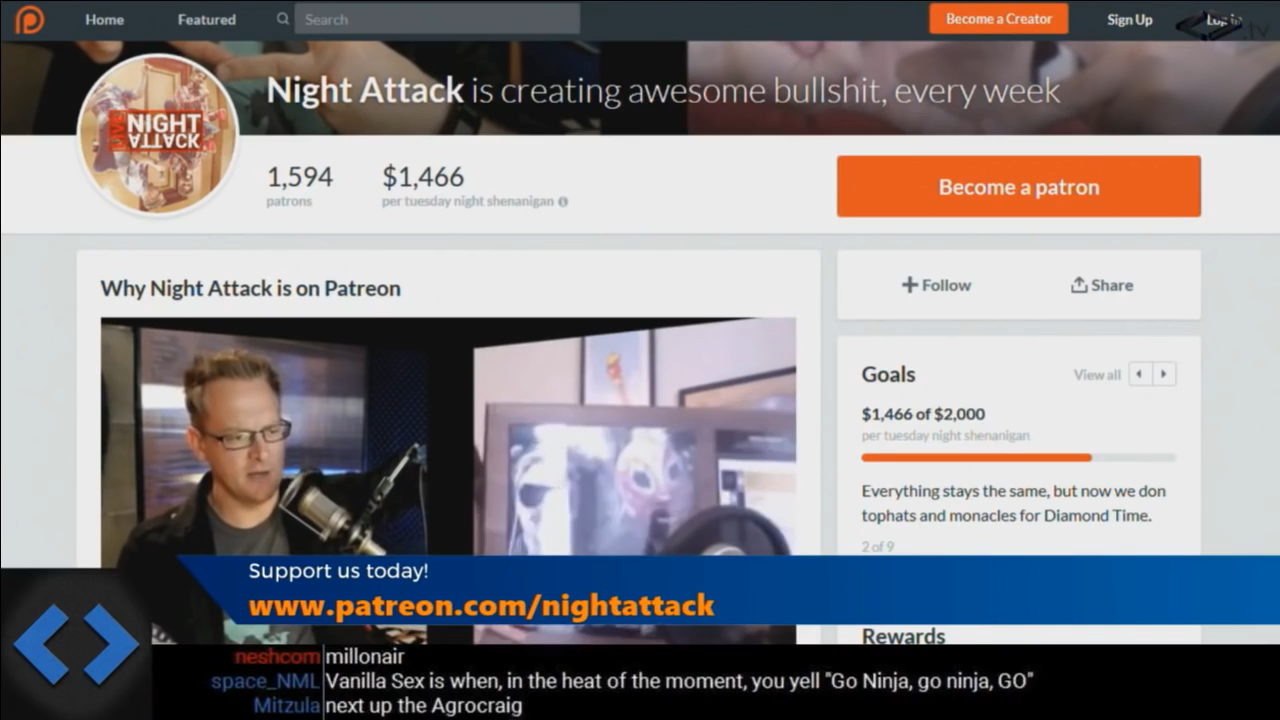 Home Featured Search Become a Creator Sign Up Log in
.tv
Night Attack is creating awesome bullshit, every week
LIVE NIGHT ATTACK
1,594 $1,466
patrons per tuesday night shenanigan
Become a patron
Why Night Attack is on Patreon
Follow Share
Goals View all
$1,466 of $2,000
per tuesday night shenanigan
Everything stays the same, but now we don
tophats and monacles for Diamond Time.
2 of 9
Support us today!
www.patreon.com/nightattack
Rewards
neshcom millonair
space_NML Vanilla Sex is when, in the heat of the moment, you yell "Go Ninja, go ninja, GO"
Mitzula next up the Agrocraig